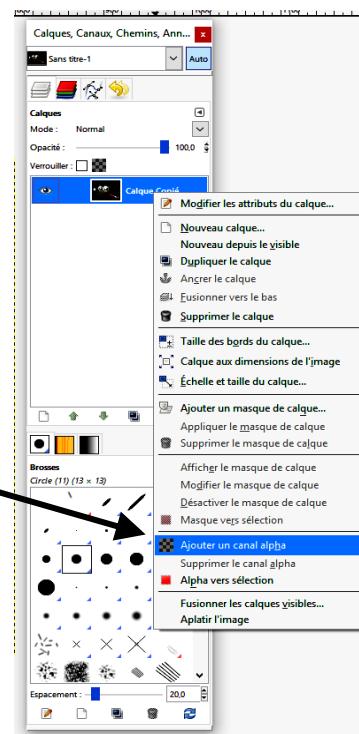 Calques, Canaux, Chemins, Ann...
Sans titre-1
Auto
Calques
Mode : Normal
Opacité : 100,0
Verrouiller :
Calque Copié
Modifier les attributs du calque...
Nouveau calque...
Nouveau depuis le visible
Dupliquer le calque
Ancrer le calque
Fusionner vers le bas
Supprimer le calque
Taille des bords du calque...
Calque aux dimensions de l'image
Échelle et taille du calque...
Ajouter un masque de calque...
Appliquer le masque de calque
Supprimer le masque de calque
Afficher le masque de calque
Modifier le masque de calque
Désactiver le masque de calque
Masque vers sélection
Ajouter un canal alpha
Supprimer le canal alpha
Alpha vers sélection
Fusionner les calques visibles...
Aplatir l'image
Brosses
Circle (11) (13 × 13)
Espacement : 20,0